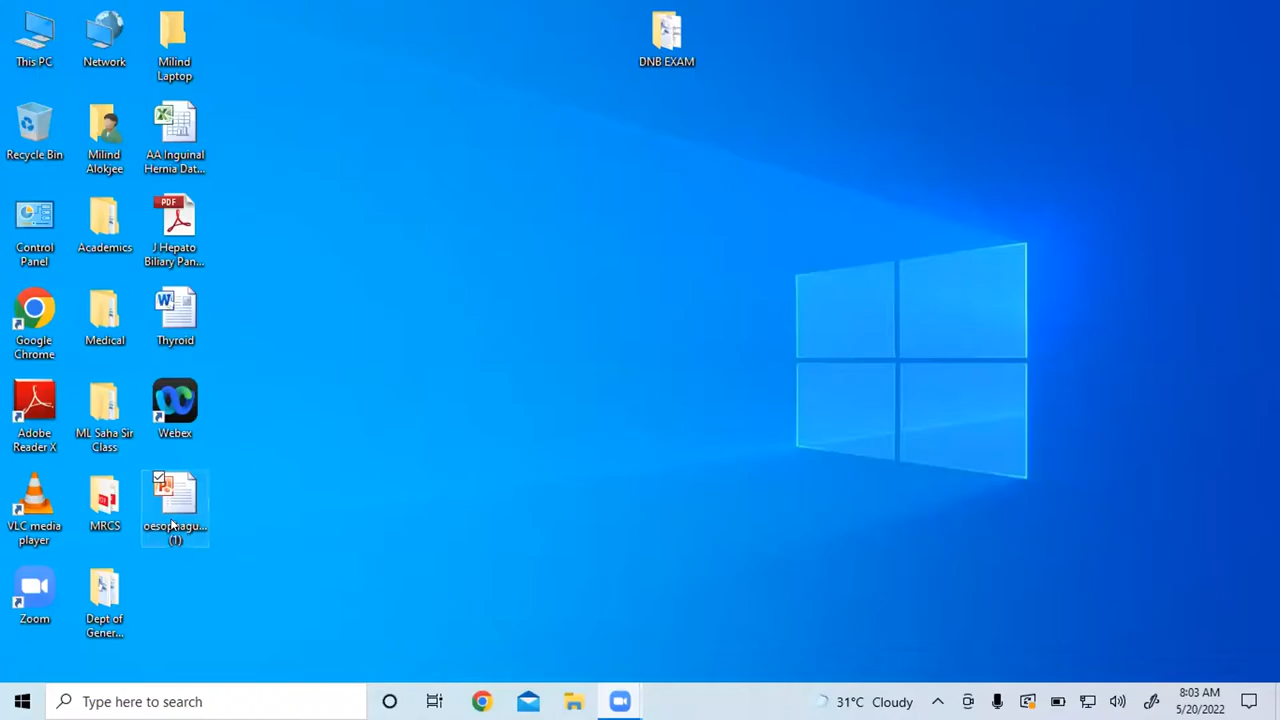 This PC
Network
Milind
Laptop
DNB EXAM
Recycle Bin
Milind
Alokjee
AA Inguinal
Hernia Dat...
Control
Panel
Academics
PDF
J Hepato
Biliary Pan...
Google
Chrome
Medical
Thyroid
Adobe
Reader X
ML Saha Sir
Class
Webex
VLC media
player
MRCS
oesophagu...
(1)
Zoom
Dept of
Gener...
Type here to search
31°C Cloudy
8:03 AM
5/20/2022